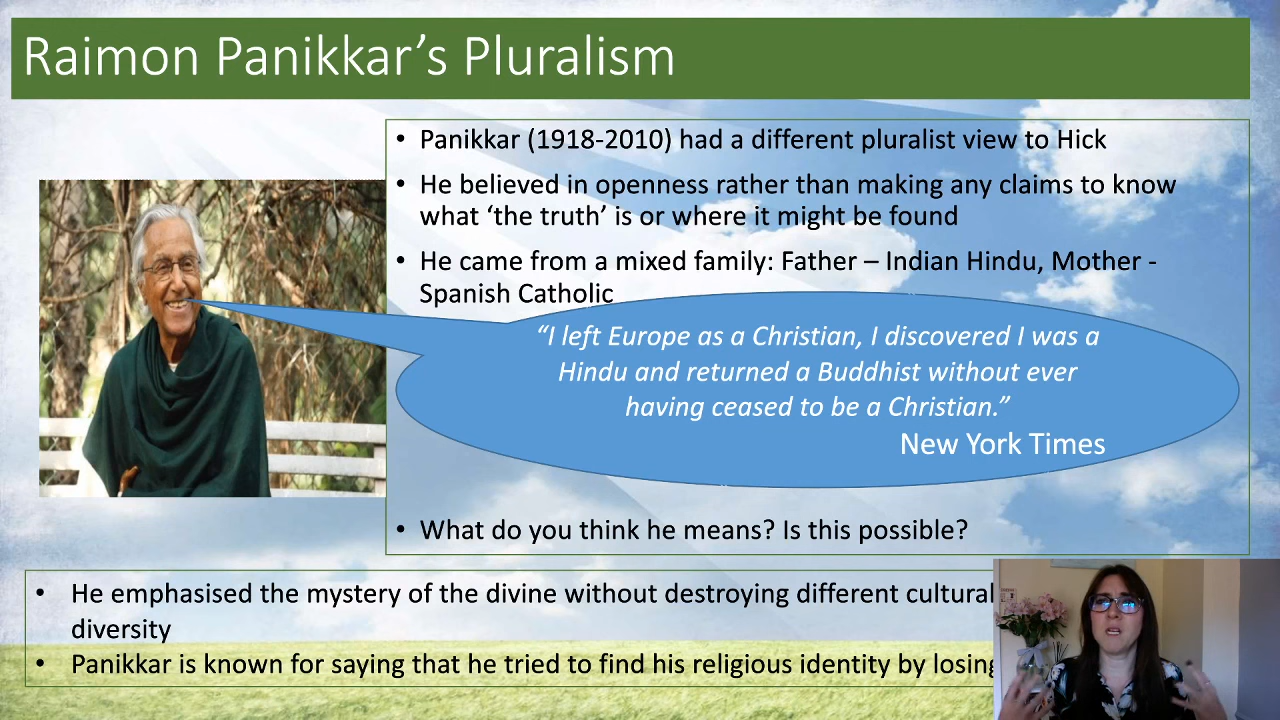 Raimon Panikkar’s Pluralism
• Panikkar (1918-2010) had a different pluralist view to Hick
• He believed in openness rather than making any claims to know
what ‘the truth’ is or where it might be found
• He came from a mixed family: Father – Indian Hindu, Mother -
Spanish Catholic
“I left Europe as a Christian, I discovered I was a
Hindu and returned a Buddhist without ever
having ceased to be a Christian.”
New York Times
• What do you think he means? Is this possible?
• He emphasised the mystery of the divine without destroying different cultural
diversity
• Panikkar is known for saying that he tried to find his religious identity by losing